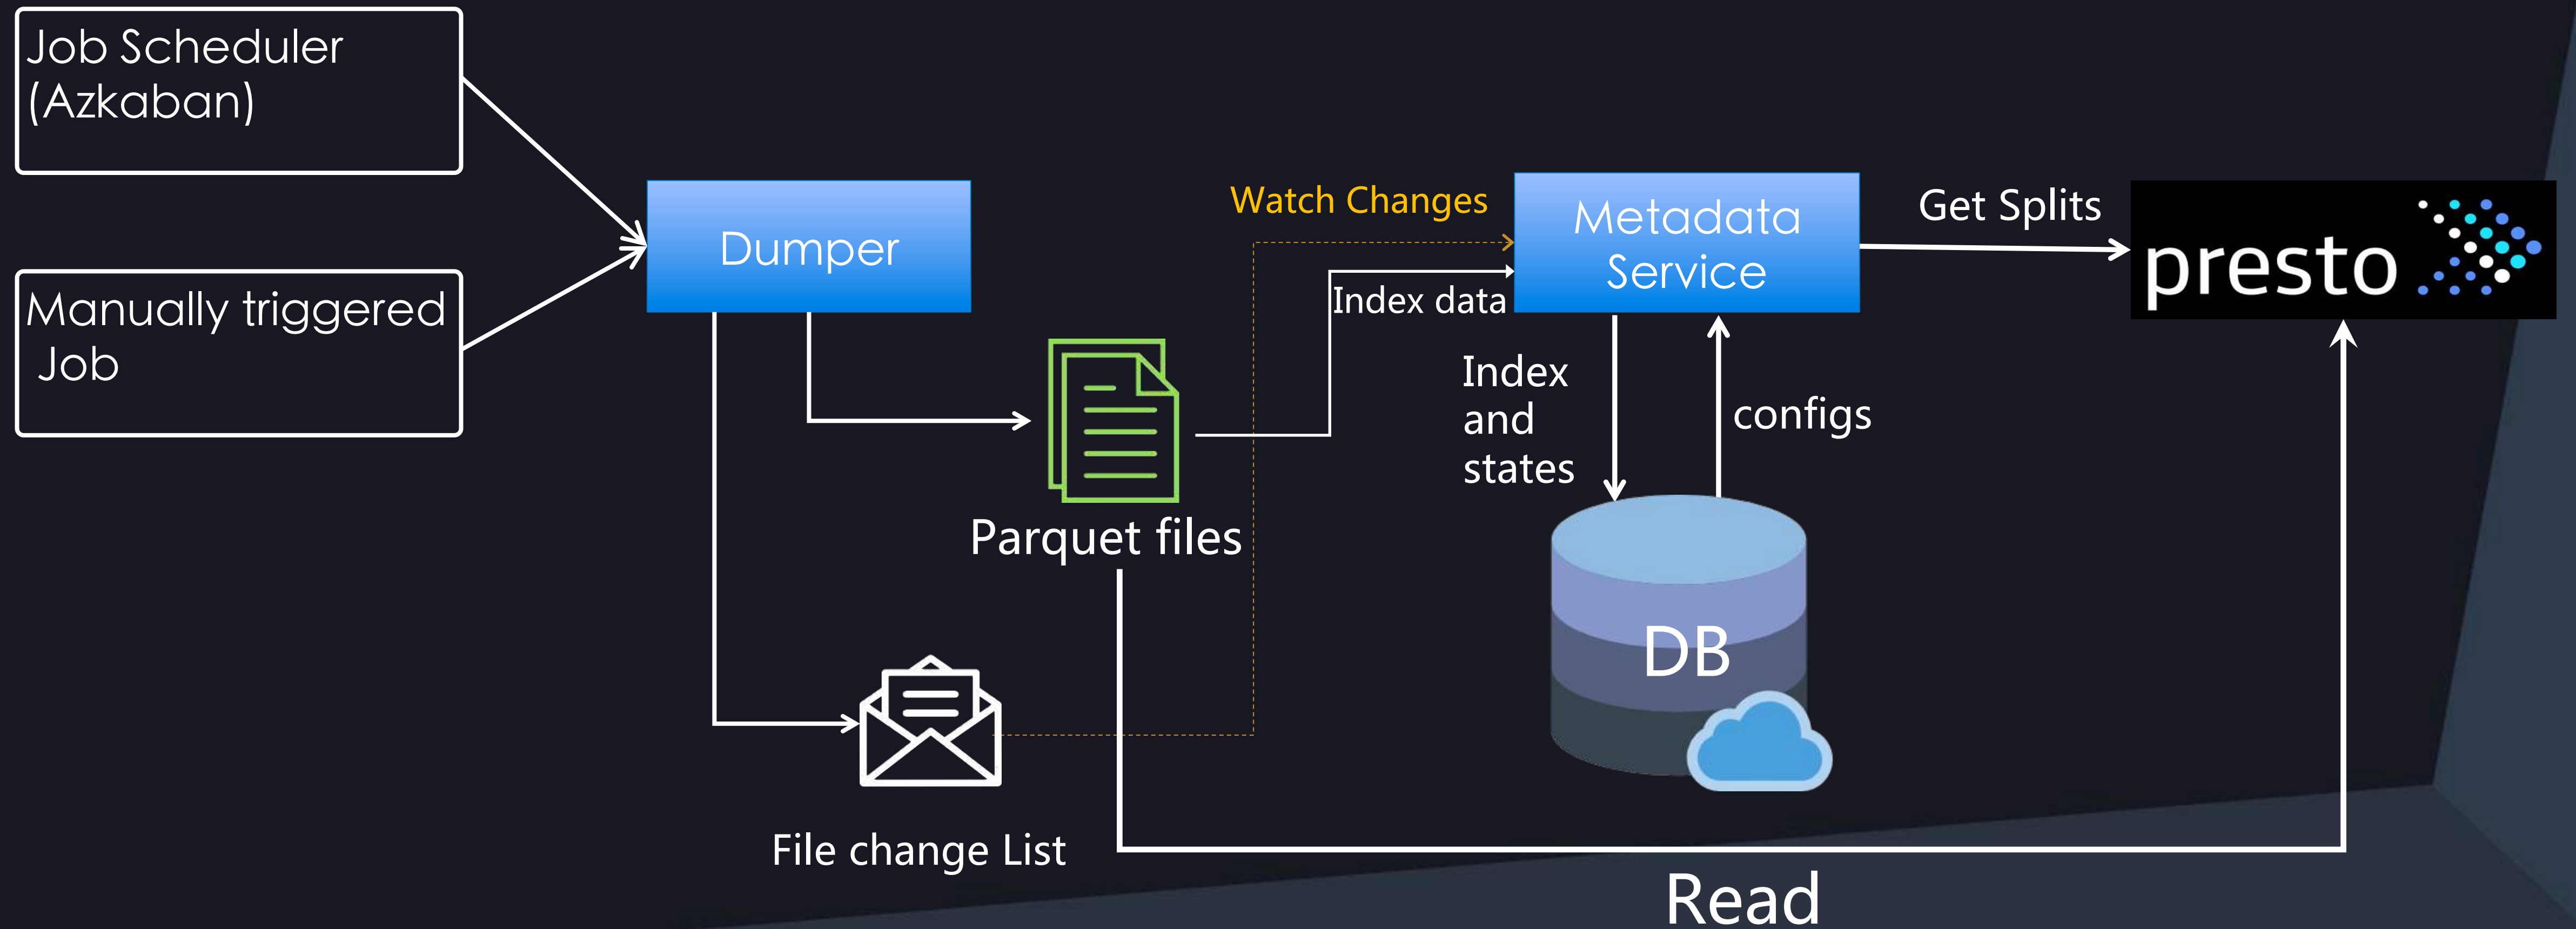 Job Scheduler
(Azkaban)
Manually triggered
Job
Dumper
Watch Changes
Index data
Metadata
Service
Get Splits
presto
Parquet files
Index
and
states
configs
DB
File change List
Read